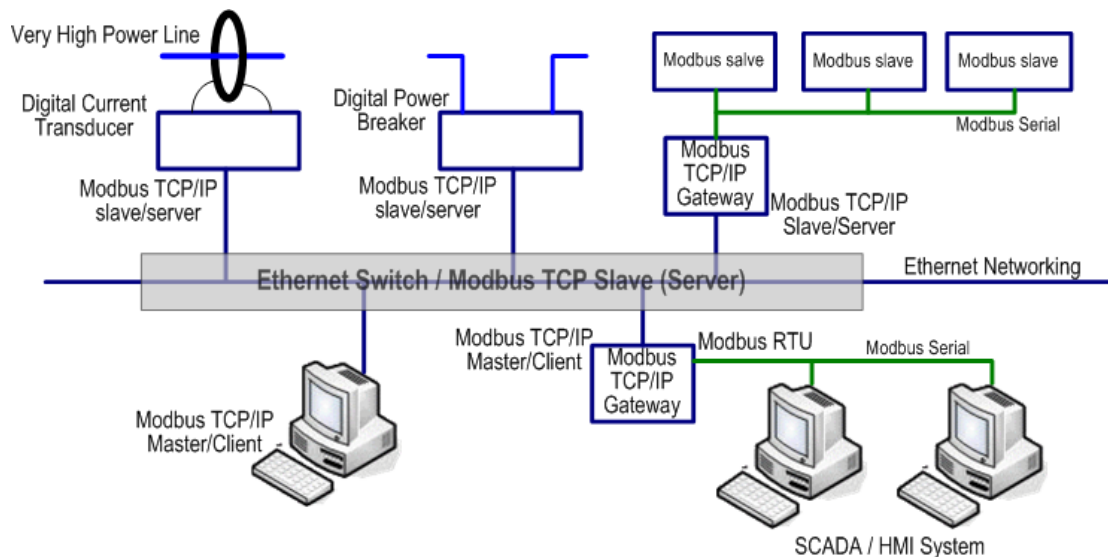 Very High Power Line
Digital Current
Transducer
Modbus TCP/IP
slave/server
Digital Power
Breaker
Modbus TCP/IP
slave/server
Modbus salve
Modbus slave
Modbus slave
Modbus Serial
Modbus
TCP/IP
Gateway
Modbus TCP/IP
Slave/Server
Ethernet Switch / Modbus TCP Slave (Server)
Ethernet Networking
Modbus TCP/IP
Master/Client
Modbus TCP/IP
Master/Client
Modbus
TCP/IP
Gateway
Modbus RTU
Modbus Serial
SCADA / HMI System